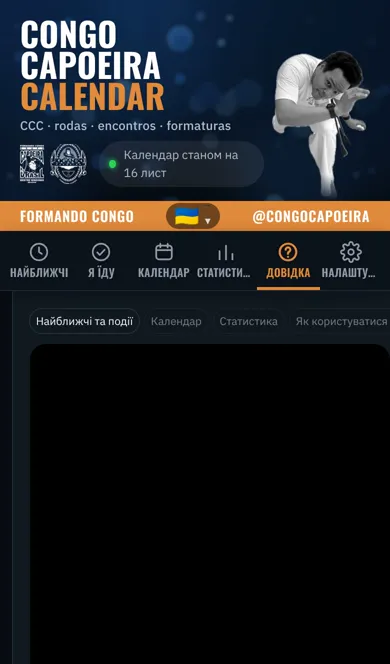 CONGO
CAPOEIRA
CALENDAR
CCC · rodas · encontros · formaturas
Календар станом на
16 лист
FORMANDO CONGO
@CONGOCAPOEIRA
НАЙБЛИЖЧІ
Я ЇДУ
КАЛЕНДАР
СТАТИСТИ...
ДОВІДКА
НАЛАШТУ...
Найближчі та події
Календар
Статистика
Як користуватися